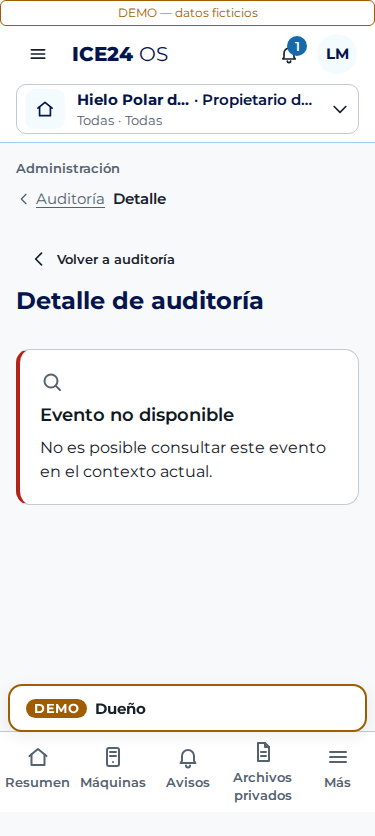 DEMO — datos ficticios
ICE24 OS
1
LM
Hielo Polar d... · Propietario d...
Todas · Todas
Administración
Auditoría Detalle
Volver a auditoría
Detalle de auditoría
Evento no disponible
No es posible consultar este evento
en el contexto actual.
DEMO Dueño
Resumen Máquinas Avisos Archivos privados Más